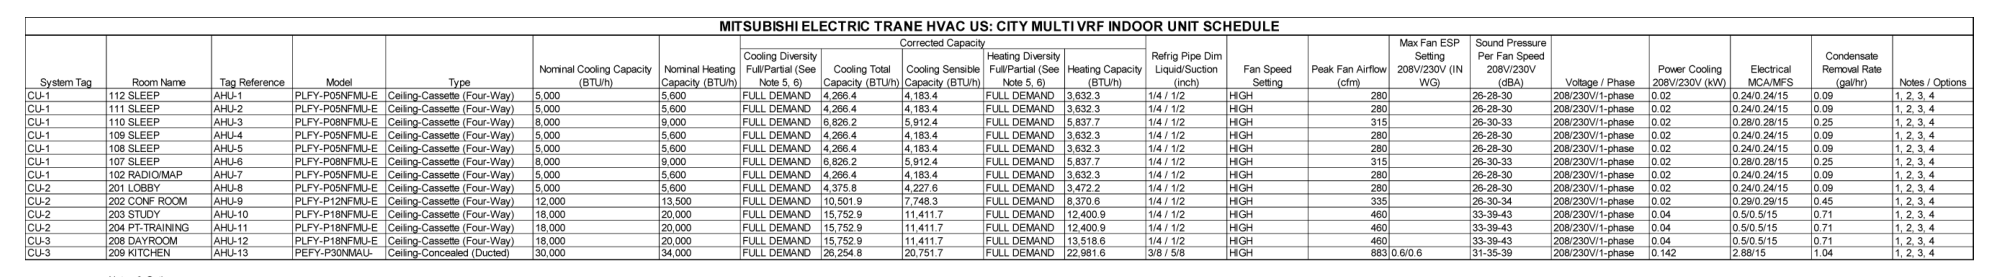 MITSUBISHI ELECTRIC TRANE HVAC US: CITY MULTI VRF INDOOR UNIT SCHEDULE
Corrected Capacity
System Tag Room Name Tag Reference Model Type Nominal Cooling Capacity (BTU/h) Nominal Heating Capacity (BTU/h) Cooling Diversity Full/Partial (See Note 5, 6) Cooling Total Capacity (BTU/h) Cooling Sensible Capacity (BTU/h) Heating Diversity Full/Partial (See Note 5, 6) Heating Capacity (BTU/h) Refrig Pipe Dim Liquid/Suction (inch) Fan Speed Setting Peak Fan Airflow (cfm) Max Fan ESP Setting 208V/230V (IN WG) Sound Pressure Per Fan Speed 208V/230V (dBA) Voltage / Phase Power Cooling 208V/230V (kW) Electrical MCA/MFS Condensate Removal Rate (gal/hr) Notes / Options
CU-1 112 SLEEP AHU-1 PLFY-P05NFMU-E Ceiling-Cassette (Four-Way) 5,000 5,600 FULL DEMAND 4,266.4 4,183.4 FULL DEMAND 3,632.3 1/4 / 1/2 HIGH 280 26-28-30 208/230V/1-phase 0.02 0.24/0.24/15 0.09 1, 2, 3, 4
CU-1 111 SLEEP AHU-2 PLFY-P05NFMU-E Ceiling-Cassette (Four-Way) 5,000 5,600 FULL DEMAND 4,266.4 4,183.4 FULL DEMAND 3,632.3 1/4 / 1/2 HIGH 280 26-28-30 208/230V/1-phase 0.02 0.24/0.24/15 0.09 1, 2, 3, 4
CU-1 110 SLEEP AHU-3 PLFY-P08NFMU-E Ceiling-Cassette (Four-Way) 8,000 9,000 FULL DEMAND 6,826.2 5,912.4 FULL DEMAND 5,837.7 1/4 / 1/2 HIGH 315 26-30-33 208/230V/1-phase 0.02 0.28/0.28/15 0.25 1, 2, 3, 4
CU-1 109 SLEEP AHU-4 PLFY-P05NFMU-E Ceiling-Cassette (Four-Way) 5,000 5,600 FULL DEMAND 4,266.4 4,183.4 FULL DEMAND 3,632.3 1/4 / 1/2 HIGH 280 26-28-30 208/230V/1-phase 0.02 0.24/0.24/15 0.09 1, 2, 3, 4
CU-1 108 SLEEP AHU-5 PLFY-P05NFMU-E Ceiling-Cassette (Four-Way) 5,000 5,600 FULL DEMAND 4,266.4 4,183.4 FULL DEMAND 3,632.3 1/4 / 1/2 HIGH 280 26-28-30 208/230V/1-phase 0.02 0.24/0.24/15 0.09 1, 2, 3, 4
CU-1 107 SLEEP AHU-6 PLFY-P08NFMU-E Ceiling-Cassette (Four-Way) 8,000 9,000 FULL DEMAND 6,826.2 5,912.4 FULL DEMAND 5,837.7 1/4 / 1/2 HIGH 315 26-30-33 208/230V/1-phase 0.02 0.28/0.28/15 0.25 1, 2, 3, 4
CU-1 102 RADIO/MAP AHU-7 PLFY-P05NFMU-E Ceiling-Cassette (Four-Way) 5,000 5,600 FULL DEMAND 4,266.4 4,183.4 FULL DEMAND 3,632.3 1/4 / 1/2 HIGH 280 26-28-30 208/230V/1-phase 0.02 0.24/0.24/15 0.09 1, 2, 3, 4
CU-2 201 LOBBY AHU-8 PLFY-P05NFMU-E Ceiling-Cassette (Four-Way) 5,000 5,600 FULL DEMAND 4,375.8 4,227.6 FULL DEMAND 3,472.2 1/4 / 1/2 HIGH 280 26-28-30 208/230V/1-phase 0.02 0.24/0.24/15 0.09 1, 2, 3, 4
CU-2 202 CONF ROOM AHU-9 PLFY-P12NFMU-E Ceiling-Cassette (Four-Way) 12,000 13,500 FULL DEMAND 10,501.9 7,748.3 FULL DEMAND 8,370.6 1/4 / 1/2 HIGH 335 26-30-34 208/230V/1-phase 0.02 0.29/0.29/15 0.45 1, 2, 3, 4
CU-2 203 STUDY AHU-10 PLFY-P18NFMU-E Ceiling-Cassette (Four-Way) 18,000 20,000 FULL DEMAND 15,752.9 11,411.7 FULL DEMAND 12,400.9 1/4 / 1/2 HIGH 460 33-39-43 208/230V/1-phase 0.04 0.5/0.5/15 0.71 1, 2, 3, 4
CU-2 204 PT-TRAINING AHU-11 PLFY-P18NFMU-E Ceiling-Cassette (Four-Way) 18,000 20,000 FULL DEMAND 15,752.9 11,411.7 FULL DEMAND 12,400.9 1/4 / 1/2 HIGH 460 33-39-43 208/230V/1-phase 0.04 0.5/0.5/15 0.71 1, 2, 3, 4
CU-3 208 DAYROOM AHU-12 PLFY-P18NFMU-E Ceiling-Cassette (Four-Way) 18,000 20,000 FULL DEMAND 15,752.9 11,411.7 FULL DEMAND 13,518.6 1/4 / 1/2 HIGH 460 33-39-43 208/230V/1-phase 0.04 0.5/0.5/15 0.71 1, 2, 3, 4
CU-3 209 KITCHEN AHU-13 PEFY-P30NMAU- Ceiling-Concealed (Ducted) 30,000 34,000 FULL DEMAND 26,254.8 20,751.7 FULL DEMAND 22,981.6 3/8 / 5/8 HIGH 883 0.6/0.6 31-35-39 208/230V/1-phase 0.142 2.88/15 1.04 1, 2, 3, 4